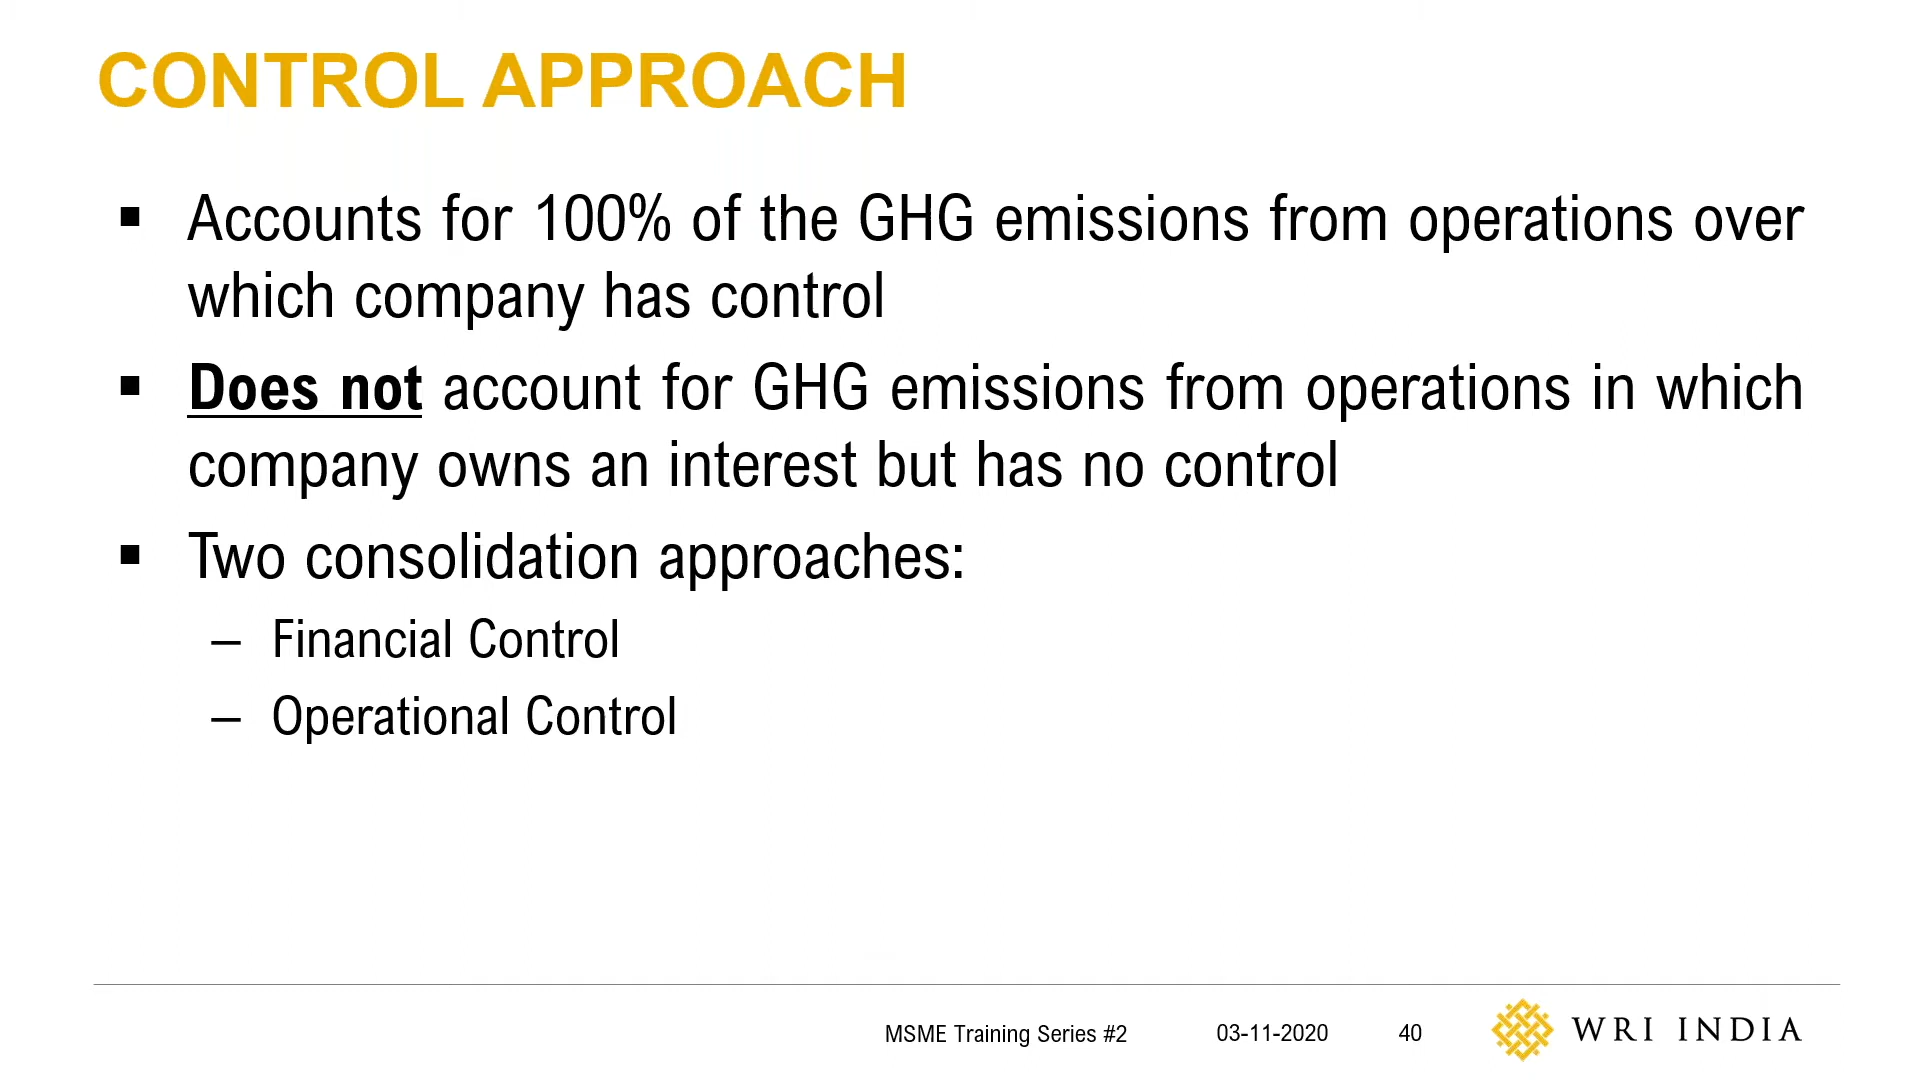 CONTROL APPROACH
▪ Accounts for 100% of the GHG emissions from operations over
which company has control
▪ Does not account for GHG emissions from operations in which
company owns an interest but has no control
▪ Two consolidation approaches:
– Financial Control
– Operational Control
MSME Training Series #2 03-11-2020 40 WRI INDIA